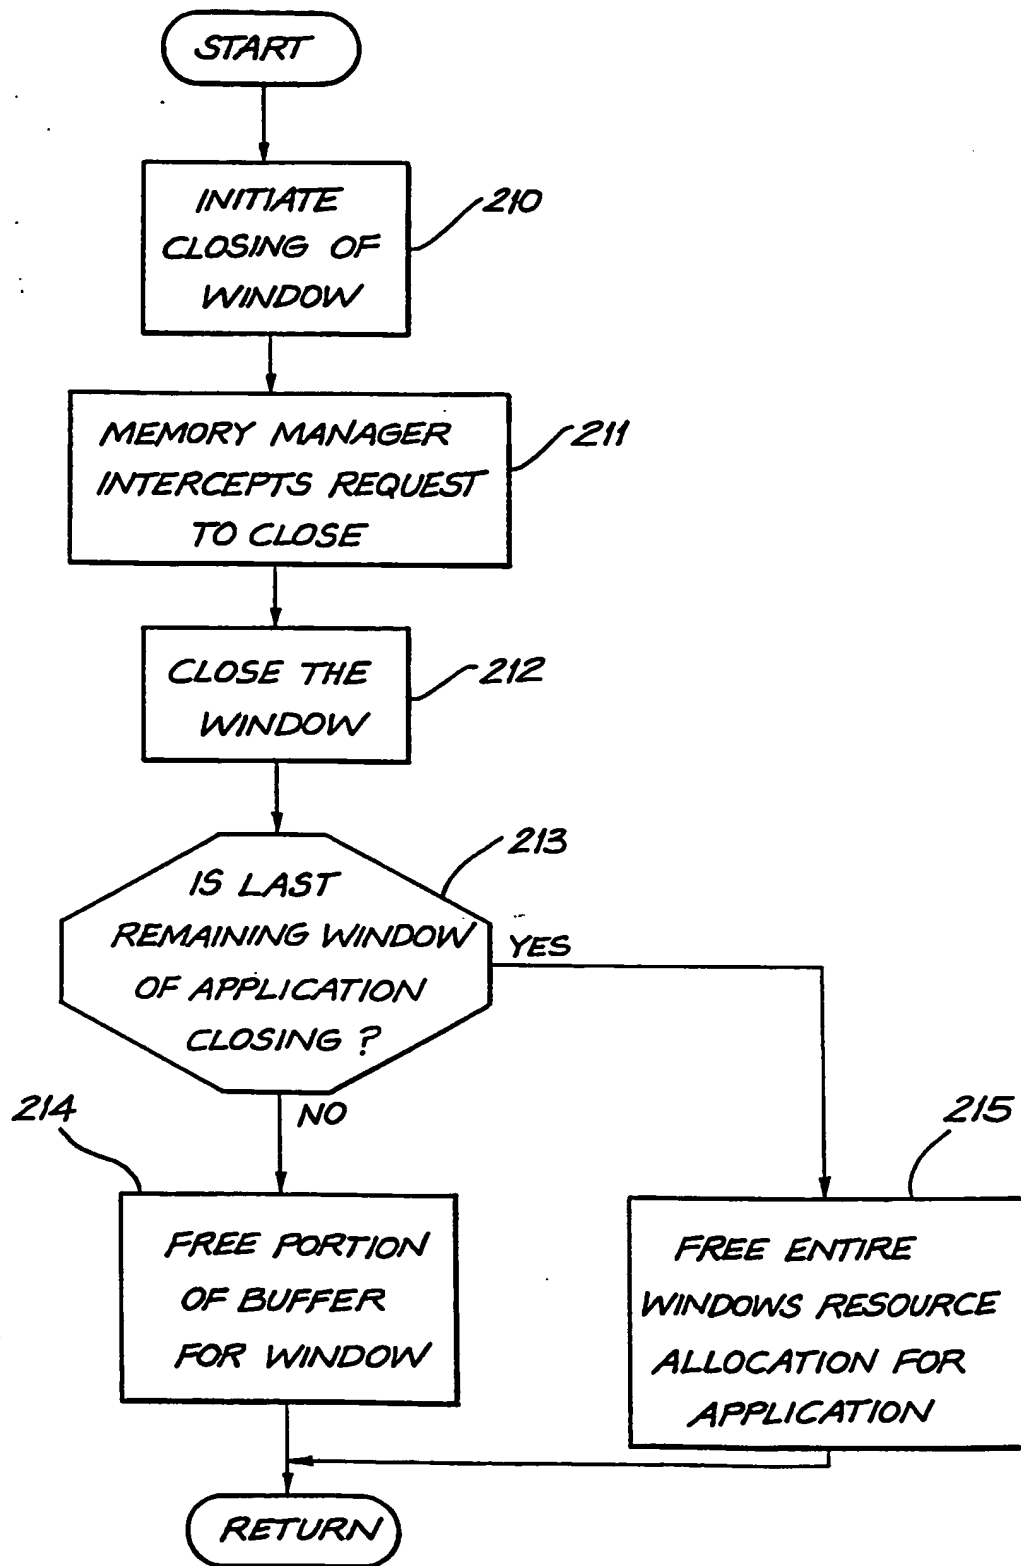 START
INITIATE
CLOSING OF
WINDOW
210
MEMORY MANAGER
INTERCEPTS REQUEST
TO CLOSE
211
CLOSE THE
WINDOW
212
IS LAST
REMAINING WINDOW
OF APPLICATION
CLOSING ?
213
YES
NO
214
FREE PORTION
OF BUFFER
FOR WINDOW
215
FREE ENTIRE
WINDOWS RESOURCE
ALLOCATION FOR
APPLICATION
RETURN